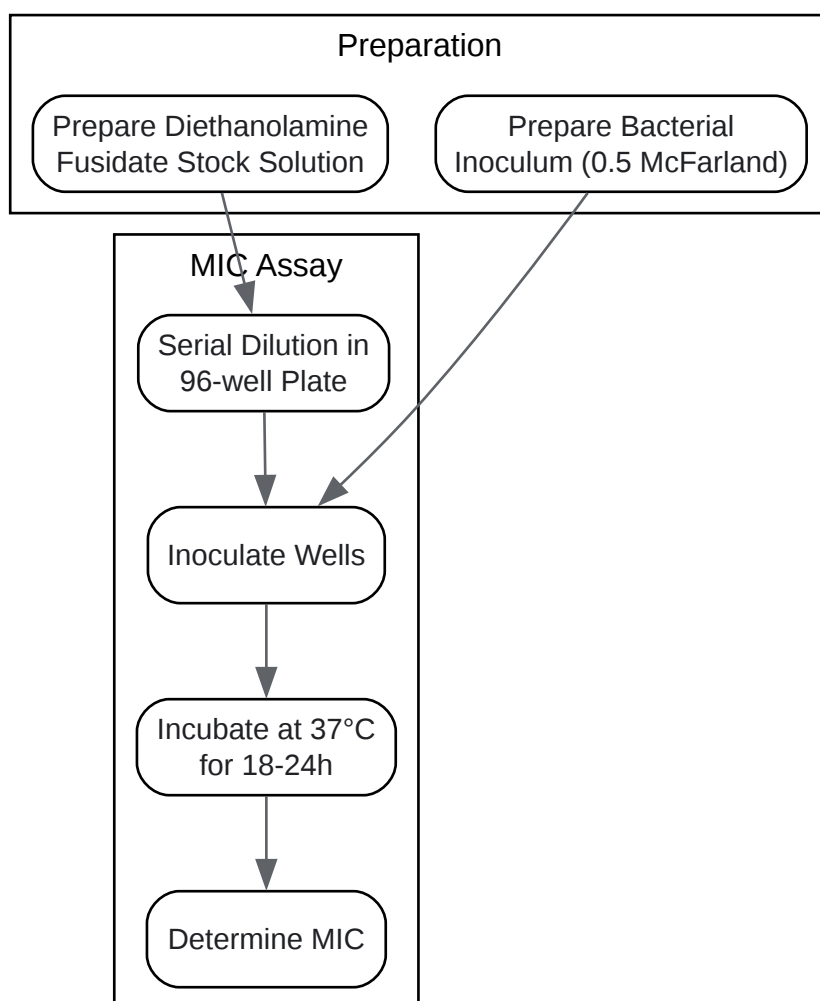 Preparation
Prepare Diethanolamine
Fusidate Stock Solution
Prepare Bacterial
Inoculum (0.5 McFarland)
MIC Assay
Serial Dilution in
96-well Plate
Inoculate Wells
Incubate at 37°C
for 18-24h
Determine MIC